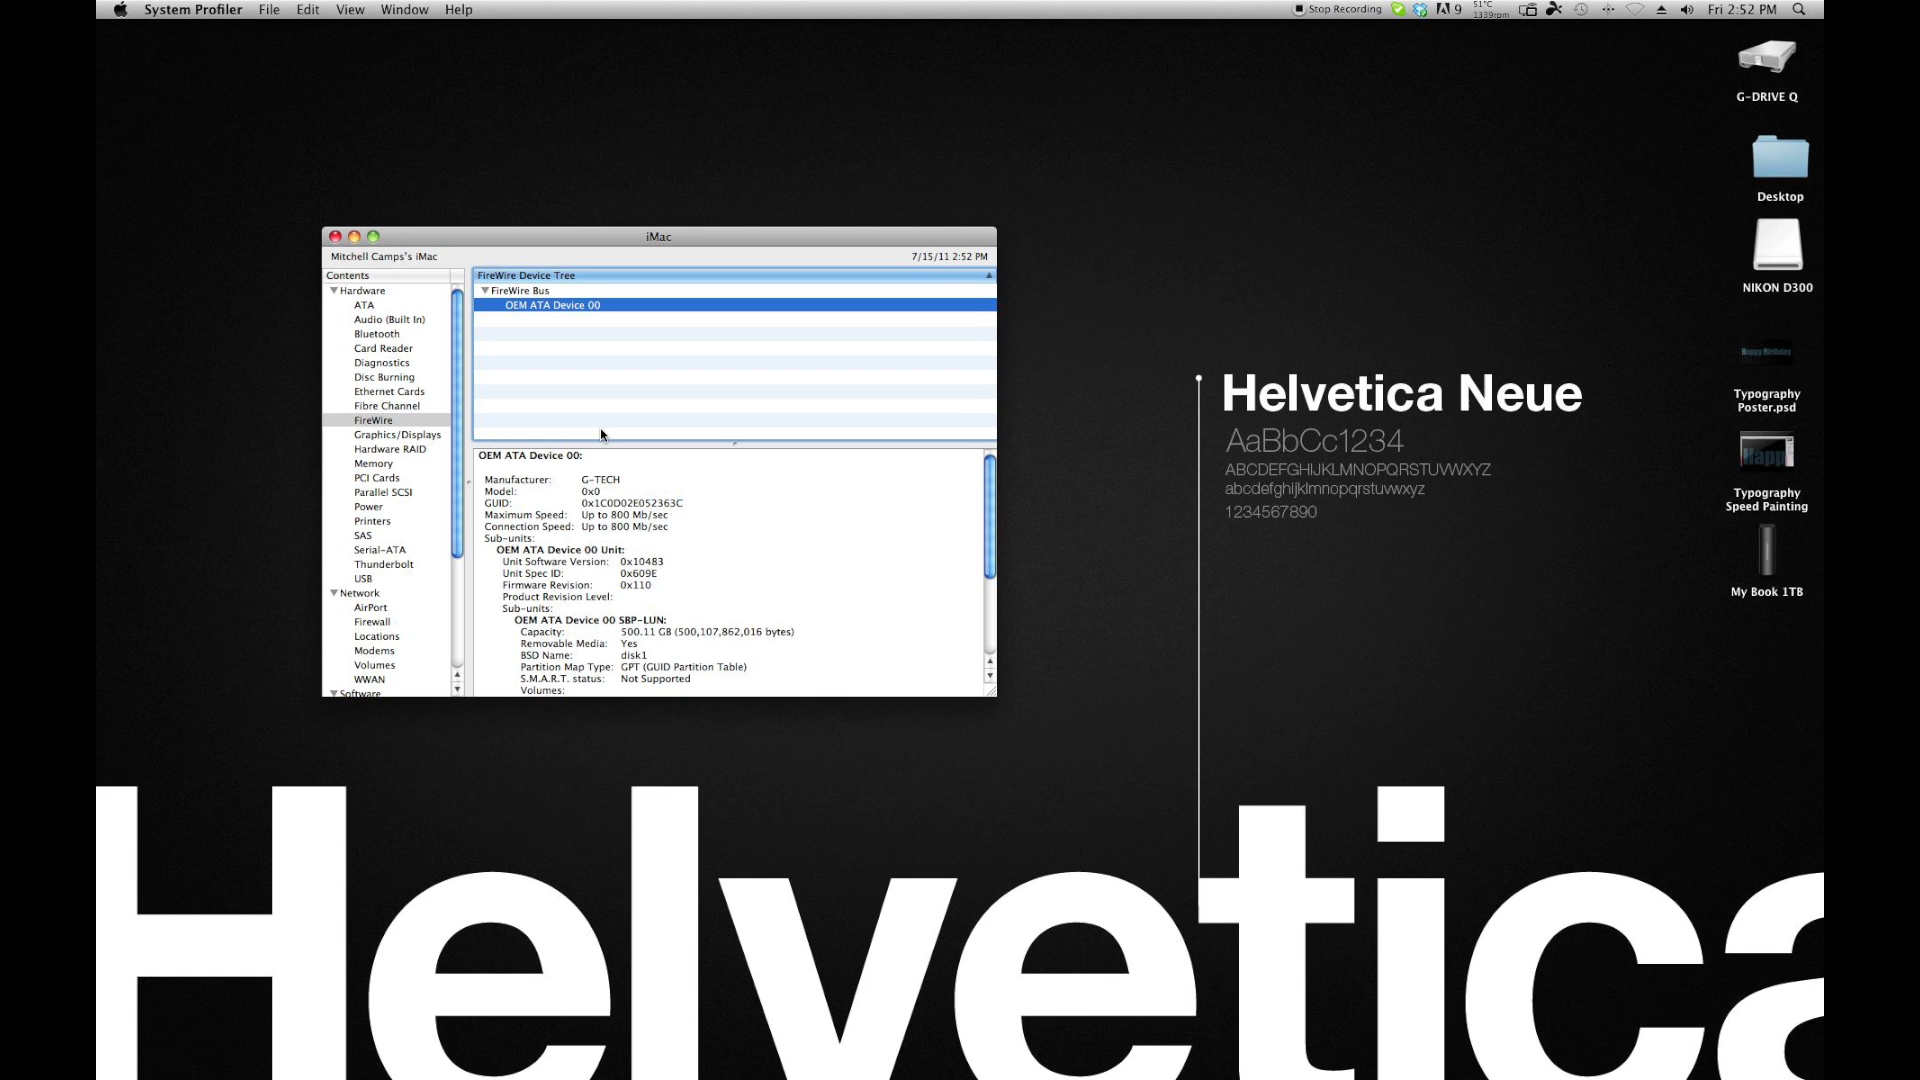 System Profiler File Edit View Window Help
Stop Recording 9 51°C 1339rpm Fri 2:52 PM
G-DRIVE Q
Desktop
NIKON D300
Happy Birthday
Typography
Poster.psd
Happ
Typography
Speed Painting
My Book 1TB
iMac
Mitchell Camps's iMac 7/15/11 2:52 PM
Contents
Hardware
ATA
Audio (Built In)
Bluetooth
Card Reader
Diagnostics
Disc Burning
Ethernet Cards
Fibre Channel
FireWire
Graphics/Displays
Hardware RAID
Memory
PCI Cards
Parallel SCSI
Power
Printers
SAS
Serial-ATA
Thunderbolt
USB
Network
AirPort
Firewall
Locations
Modems
Volumes
WWAN
Software
FireWire Device Tree
FireWire Bus
OEM ATA Device 00
OEM ATA Device 00:
Manufacturer: G-TECH
Model: 0x0
GUID: 0x1C0D02E052363C
Maximum Speed: Up to 800 Mb/sec
Connection Speed: Up to 800 Mb/sec
Sub-units:
OEM ATA Device 00 Unit:
Unit Software Version: 0x10483
Unit Spec ID: 0x609E
Firmware Revision: 0x110
Product Revision Level:
Sub-units:
OEM ATA Device 00 SBP-LUN:
Capacity: 500.11 GB (500,107,862,016 bytes)
Removable Media: Yes
BSD Name: disk1
Partition Map Type: GPT (GUID Partition Table)
S.M.A.R.T. status: Not Supported
Volumes:
Helvetica Neue
AaBbCc1234
ABCDEFGHIJKLMNOPQRSTUVWXYZ
abcdefghijklmnopqrstuvwxyz
1234567890
Helvetica